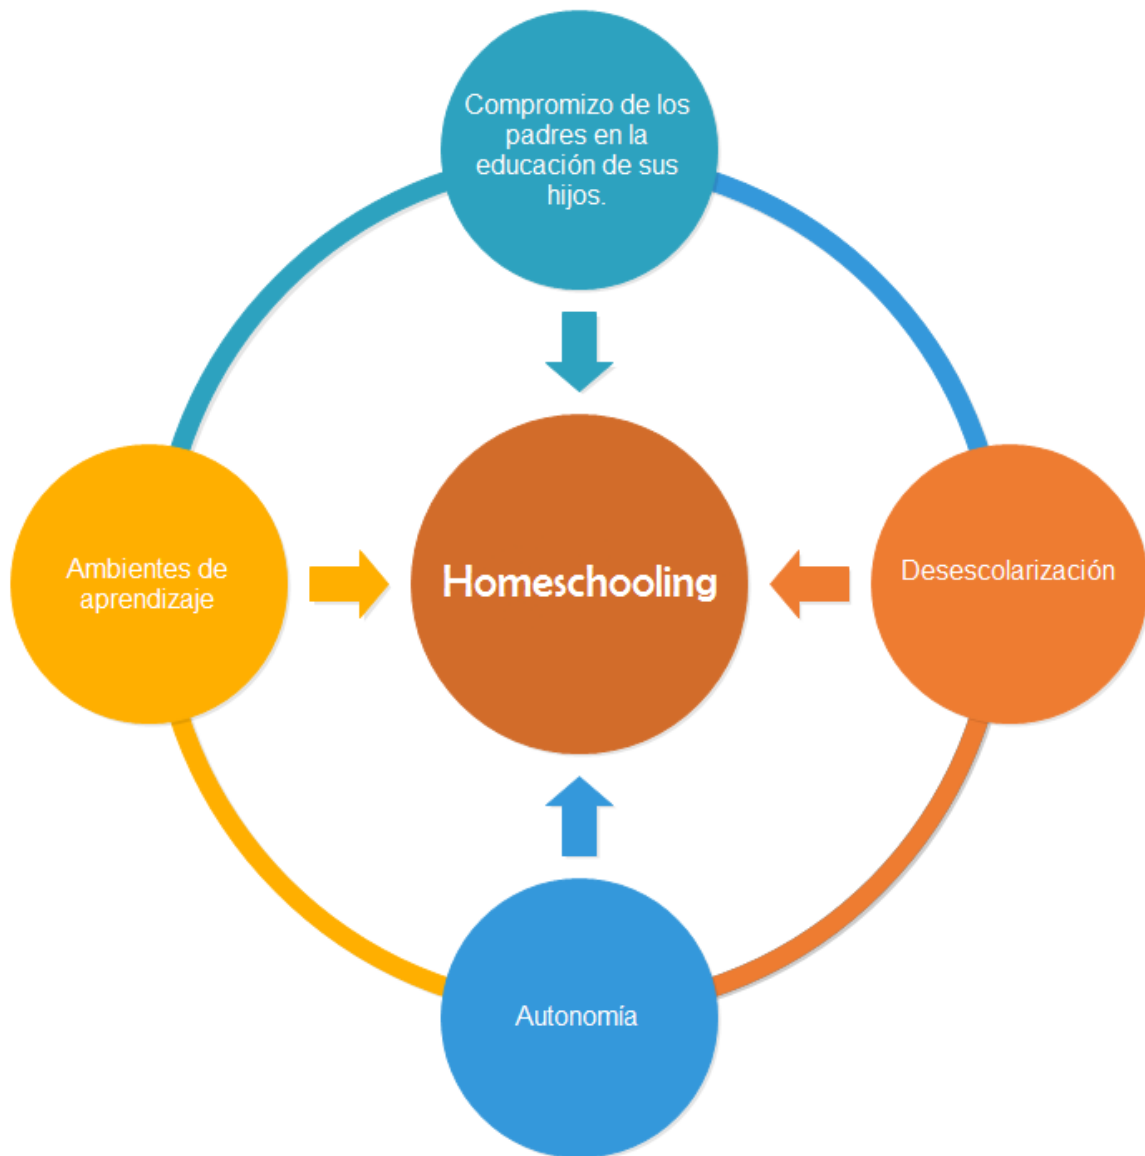 Compromizo de los
padres en la
educación de sus
hijos.
Ambientes de
aprendizaje
Homeschooling
Desescolarización
Autonomía